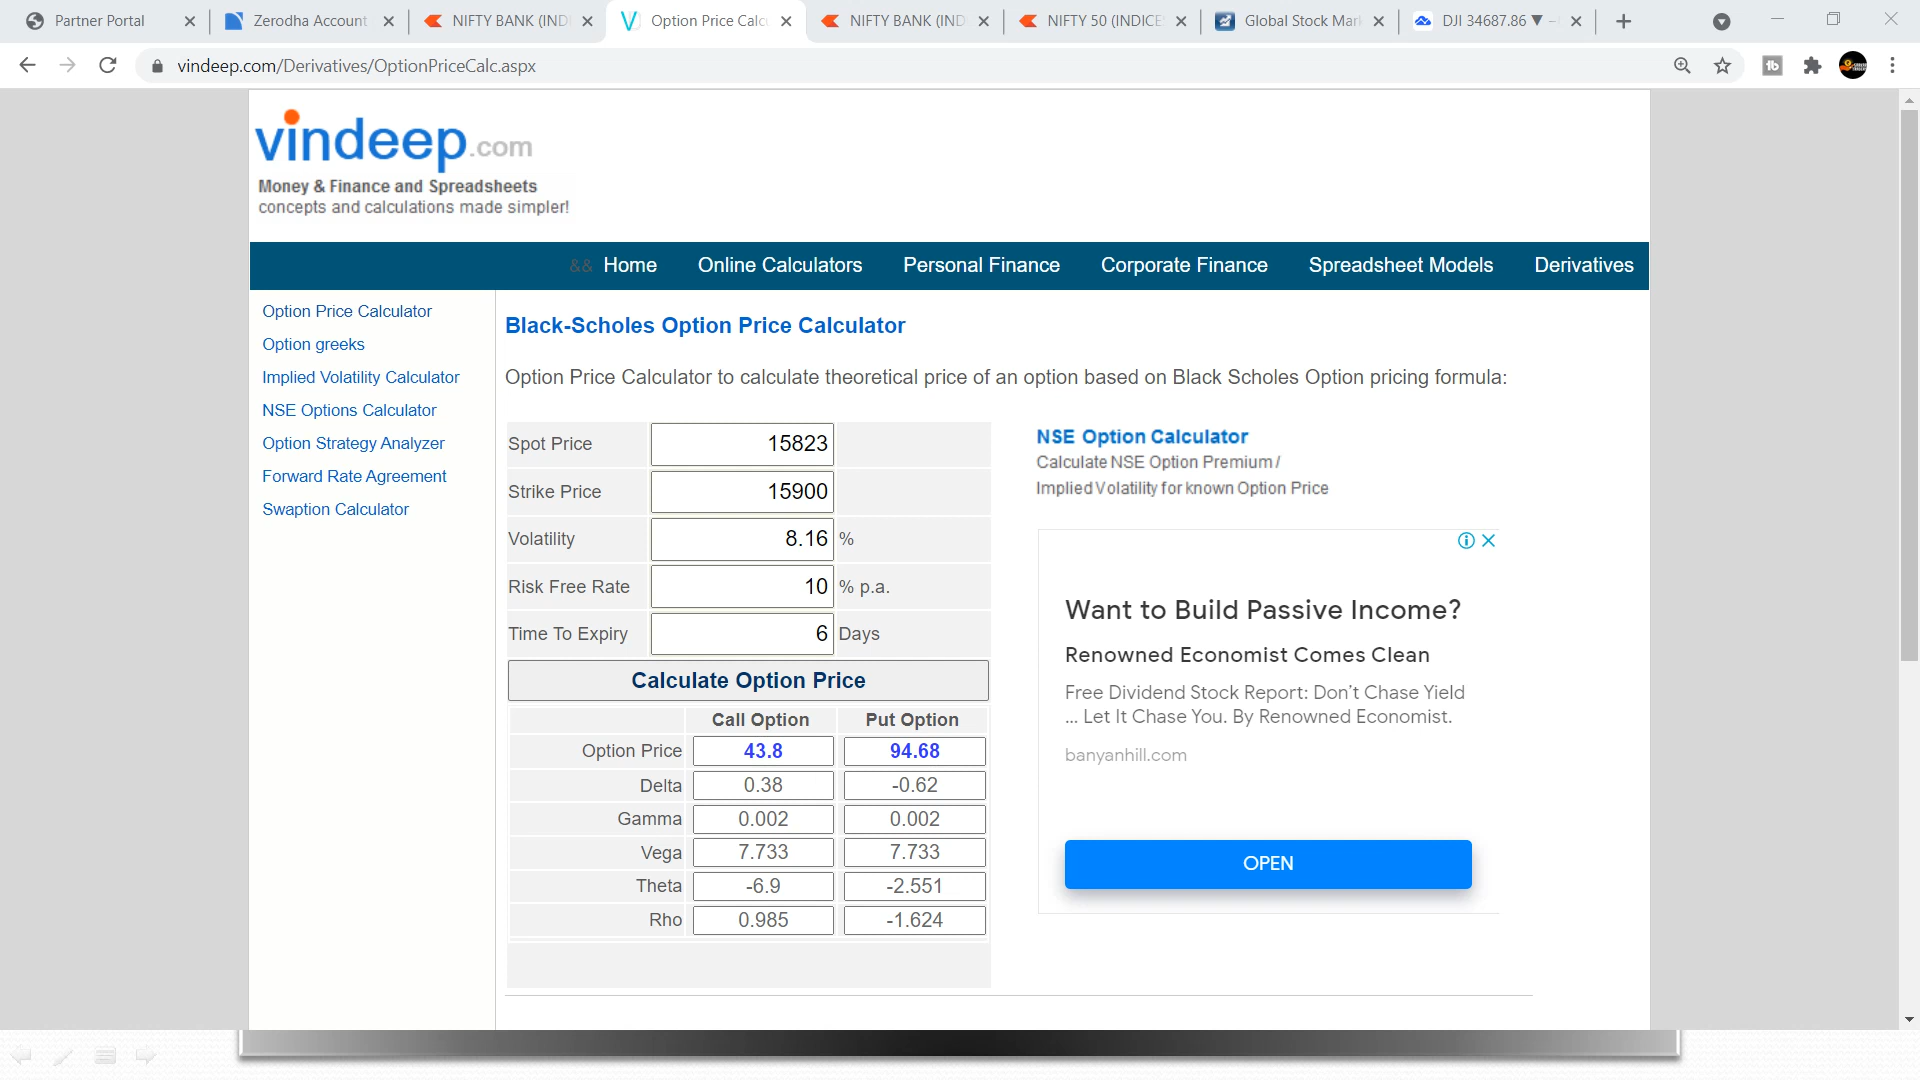 Partner Portal
Zerodha Account
NIFTY BANK (INDI
Option Price Calc
NIFTY BANK (IND
NIFTY 50 (INDICE
Global Stock Mar
DJI 34687.86 ▼ −
vindeep.com/Derivatives/OptionPriceCalc.aspx
vindeep.com
Money & Finance and Spreadsheets
concepts and calculations made simpler!
&& Home Online Calculators Personal Finance Corporate Finance Spreadsheet Models Derivatives
Option Price Calculator
Option greeks
Implied Volatility Calculator
NSE Options Calculator
Option Strategy Analyzer
Forward Rate Agreement
Swaption Calculator
Black-Scholes Option Price Calculator
Option Price Calculator to calculate theoretical price of an option based on Black Scholes Option pricing formula:
Spot Price 15823
Strike Price 15900
Volatility 8.16 %
Risk Free Rate 10 % p.a.
Time To Expiry 6 Days
Calculate Option Price
Call Option Put Option
Option Price 43.8 94.68
Delta 0.38 -0.62
Gamma 0.002 0.002
Vega 7.733 7.733
Theta -6.9 -2.551
Rho 0.985 -1.624
NSE Option Calculator
Calculate NSE Option Premium/
Implied Volatility for known Option Price
Want to Build Passive Income?
Renowned Economist Comes Clean
Free Dividend Stock Report: Don't Chase Yield
... Let It Chase You. By Renowned Economist.
banyanhill.com
OPEN